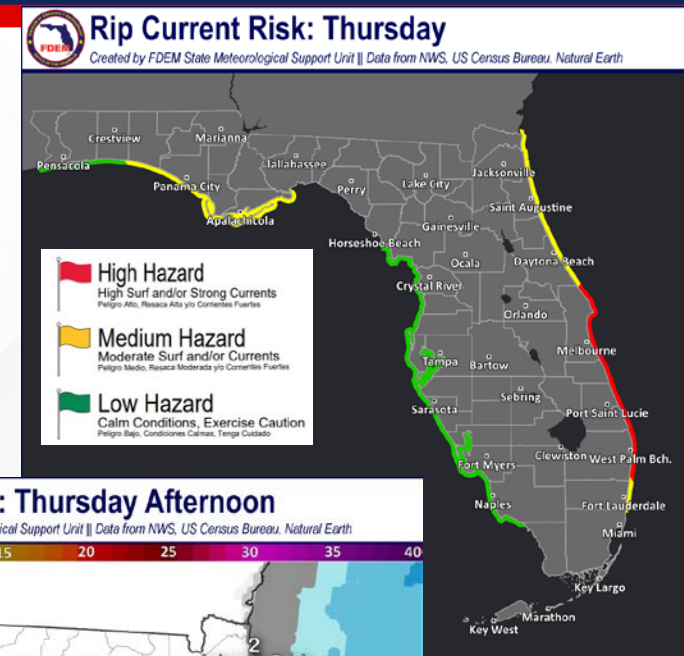 FDEM
Rip Current Risk: Thursday
Created by FDEM State Meteorological Support Unit || Data from NWS, US Census Bureau, Natural Earth
Crestview
Marianna
Pensacola
Tallahassee
Panama City
Apalachicola
Perry
Lake City
Jacksonville
Saint Augustine
Gainesville
Horseshoe Beach
Ocala
Daytona Beach
Crystal River
Orlando
Melbourne
Tampa
Bartow
Sebring
Sarasota
Port Saint Lucie
Clewiston
West Palm Bch.
Fort Myers
Naples
Fort Lauderdale
Miami
Key Largo
Marathon
Key West
High Hazard
High Surf and/or Strong Currents
Peligro Alto, Resaca Alta y/o Corrientes Fuertes
Medium Hazard
Moderate Surf and/or Currents
Peligro Medio, Resaca Moderada y/o Corrientes Fuertes
Low Hazard
Calm Conditions, Exercise Caution
Peligro Bajo, Condiciones Calmas, Tenga Cuidado
: Thursday Afternoon
ical Support Unit || Data from NWS, US Census Bureau, Natural Earth
15 20 25 30 35 40
2